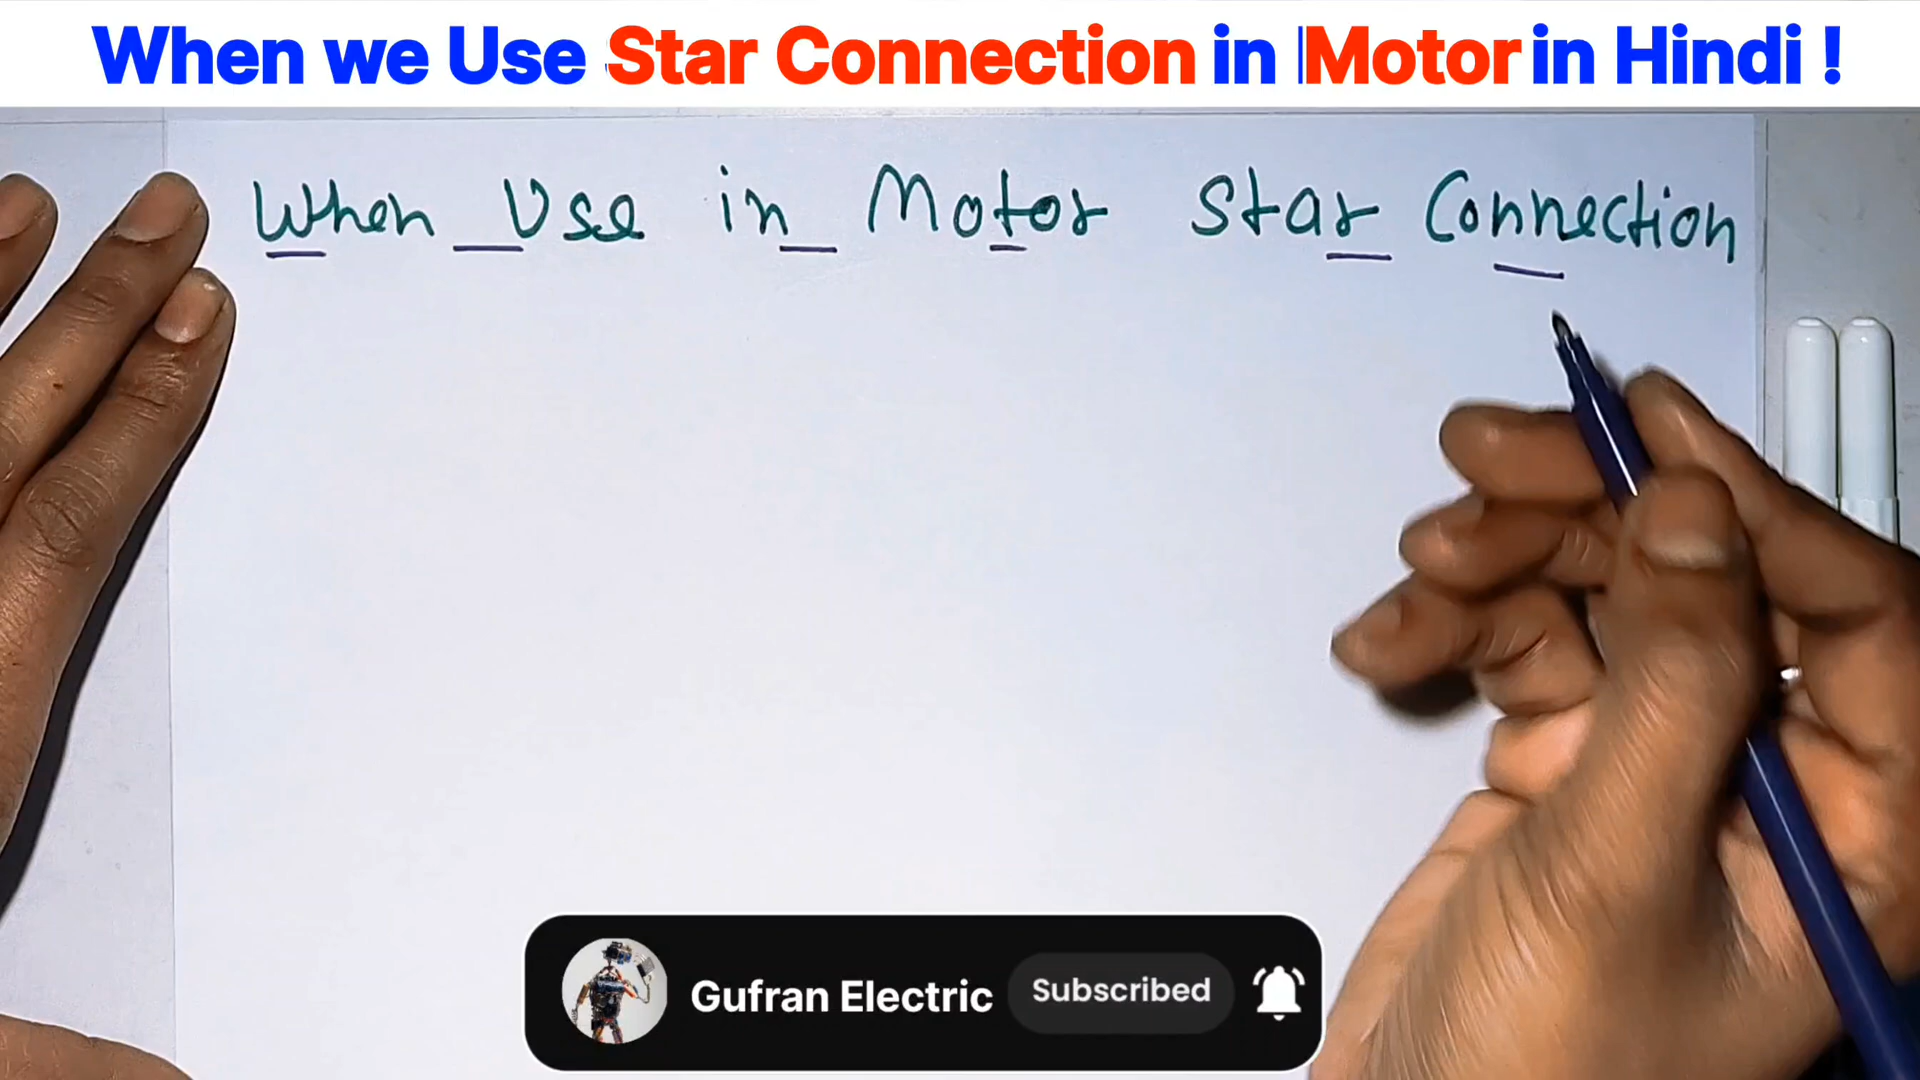 When we Use Star Connection in Motor in Hindi !
When Use in Motor Star Connection
Gufran Electric Subscribed